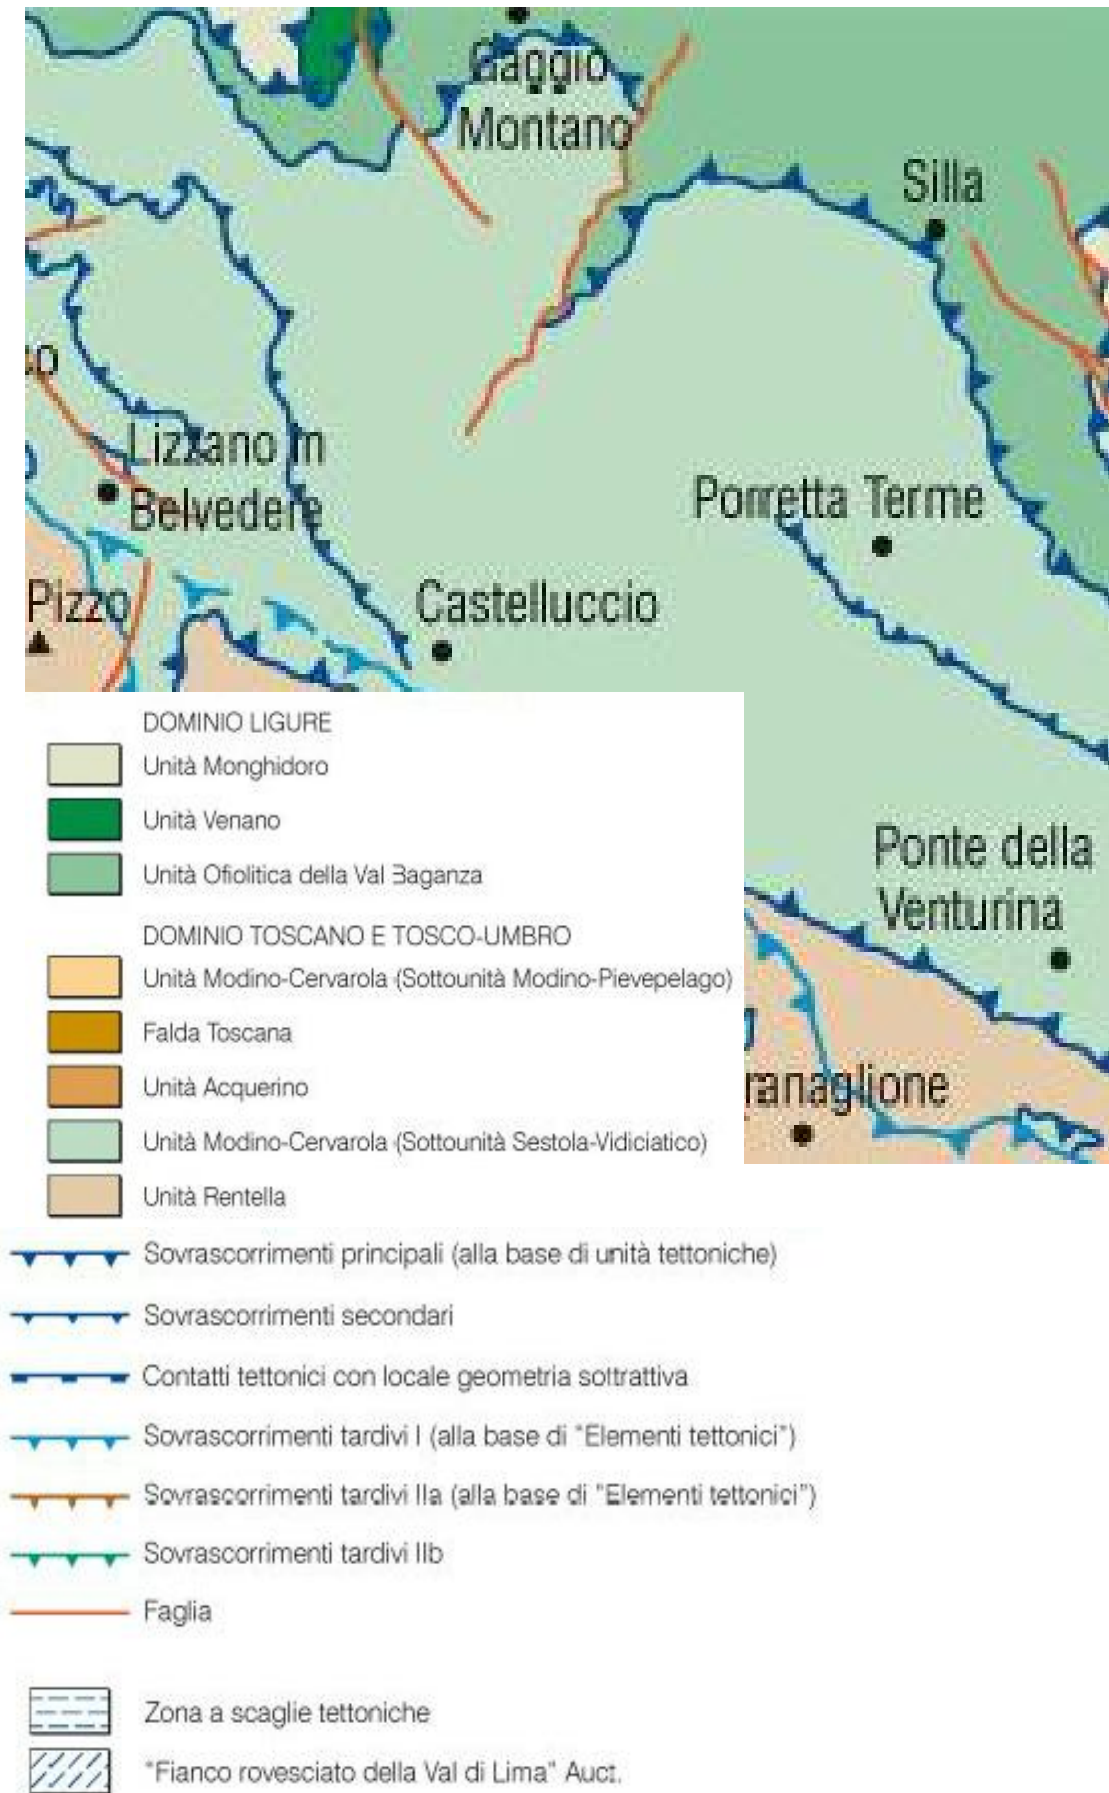 Gaggio
Montano
Silla
Lizzano in
Belvedere
Porretta Terme
Pizzo
Castelluccio
Ponte della
Venturina
ranaglione
DOMINIO LIGURE
Unità Monghidoro
Unità Venano
Unità Ofiolitica della Val Baganza
DOMINIO TOSCANO E TOSCO-UMBRO
Unità Modino-Cervarola (Sottounità Modino-Pievepelago)
Falda Toscana
Unità Acquerino
Unità Modino-Cervarola (Sottounità Sestola-Vidiciatico)
Unità Rentella
Sovrascorrimenti principali (alla base di unità tettoniche)
Sovrascorrimenti secondari
Contatti tettonici con locale geometria sottrattiva
Sovrascorrimenti tardivi I (alla base di "Elementi tettonici")
Sovrascorrimenti tardivi IIa (alla base di "Elementi tettonici")
Sovrascorrimenti tardivi IIb
Faglia
Zona a scaglie tettoniche
"Fianco rovesciato della Val di Lima" Auct.